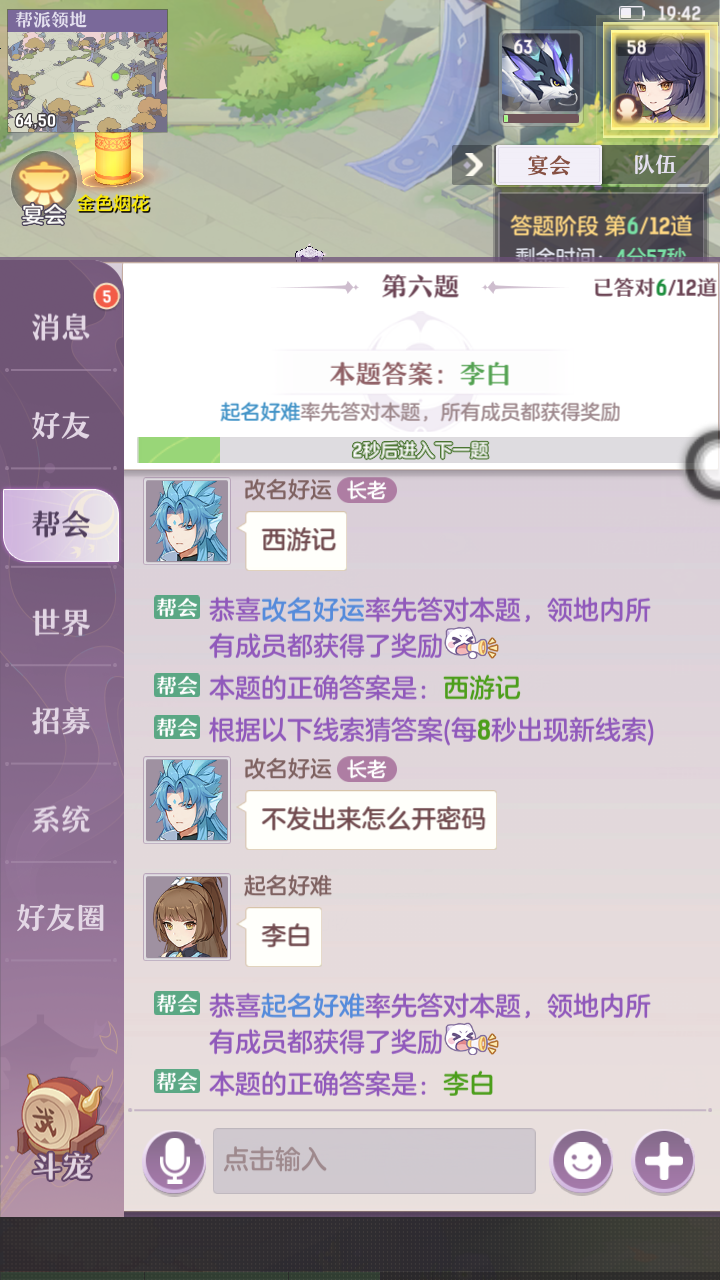 帮派领地
19:42
63
58
64,50
宴会
金色烟花
宴会
队伍
答题阶段 第6/12道
剩余时间：4分57秒
消息
5
好友
帮会
世界
招募
系统
好友圈
斗宠
第六题
已答对6/12道
本题答案：李白
起名好难率先答对本题，所有成员都获得奖励
2秒后进入下一题
改名好运 长老
西游记
帮会 恭喜改名好运率先答对本题，领地内所
有成员都获得了奖励
帮会 本题的正确答案是：西游记
帮会 根据以下线索猜答案(每8秒出现新线索)
改名好运 长老
不发出来怎么开密码
起名好难
李白
帮会 恭喜起名好难率先答对本题，领地内所
有成员都获得了奖励
帮会 本题的正确答案是：李白
点击输入
武